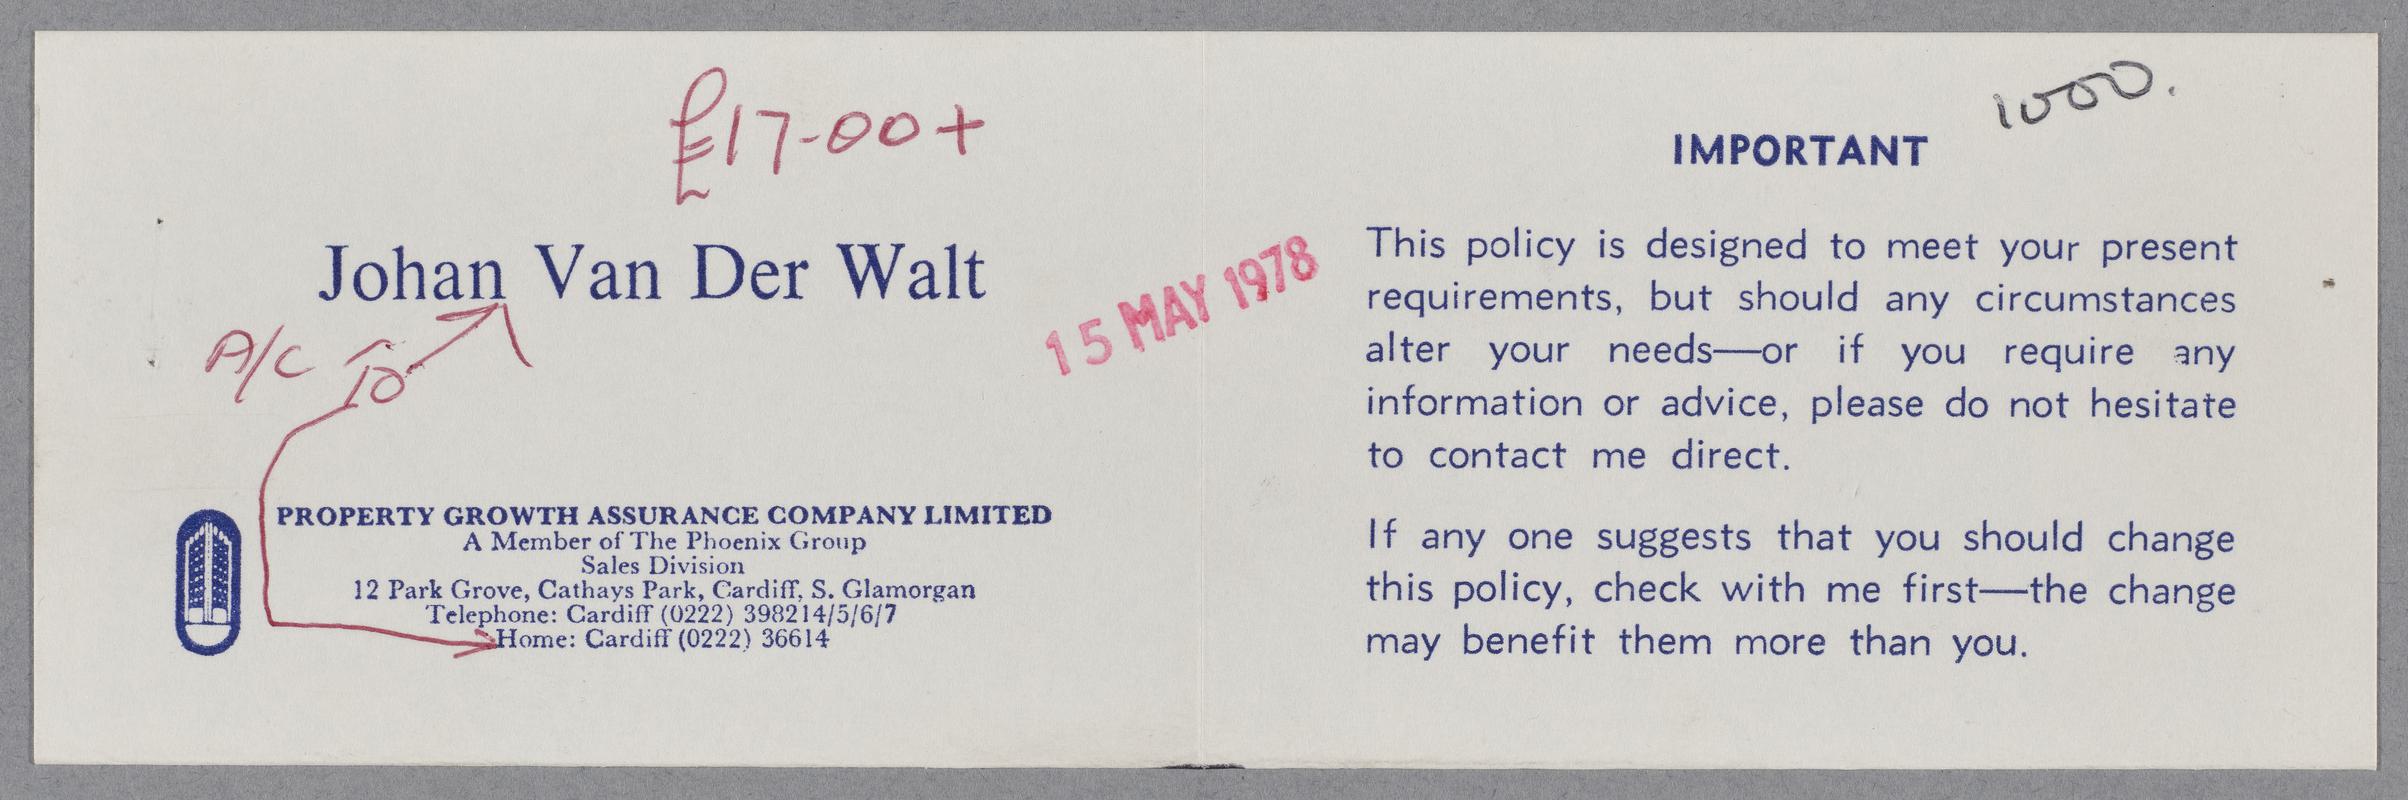 £17-00+
Johan Van Der Walt
A/C To
PROPERTY GROWTH ASSURANCE COMPANY LIMITED
A Member of The Phoenix Group
Sales Division
12 Park Grove, Cathays Park, Cardiff, S. Glamorgan
Telephone: Cardiff (0222) 398214/5/6/7
Home: Cardiff (0222) 36614
15 MAY 1978
1000.
IMPORTANT
This policy is designed to meet your present
requirements, but should any circumstances
alter your needs—or if you require any
information or advice, please do not hesitate
to contact me direct.
If any one suggests that you should change
this policy, check with me first—the change
may benefit them more than you.